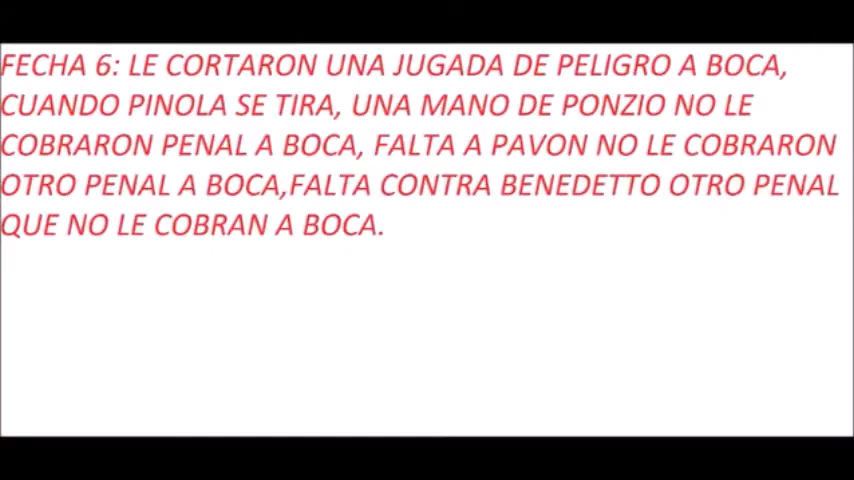 FECHA 6: LE CORTARON UNA JUGADA DE PELIGRO A BOCA,
CUANDO PINOLA SE TIRA, UNA MANO DE PONZIO NO LE
COBRARON PENAL A BOCA, FALTA A PAVON NO LE COBRARON
OTRO PENAL A BOCA,FALTA CONTRA BENEDETTO OTRO PENAL
QUE NO LE COBRAN A BOCA.